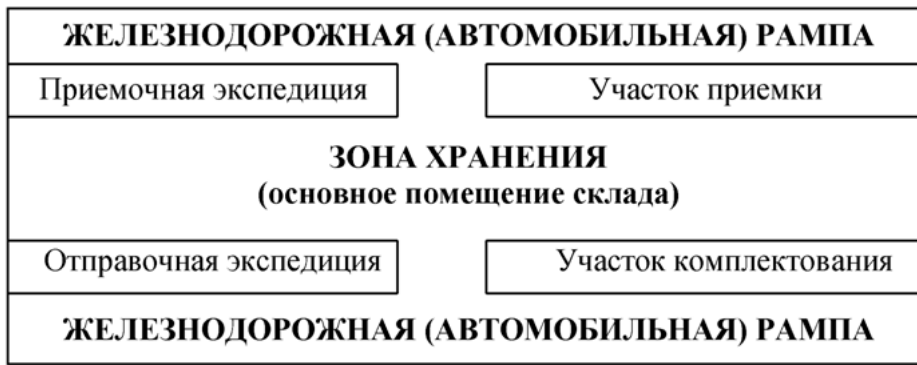 ЖЕЛЕЗНОДОРОЖНАЯ (АВТОМОБИЛЬНАЯ) РАМПА
Приемочная экспедиция
Участок приемки
ЗОНА ХРАНЕНИЯ
(основное помещение склада)
Отправочная экспедиция
Участок комплектования
ЖЕЛЕЗНОДОРОЖНАЯ (АВТОМОБИЛЬНАЯ) РАМПА